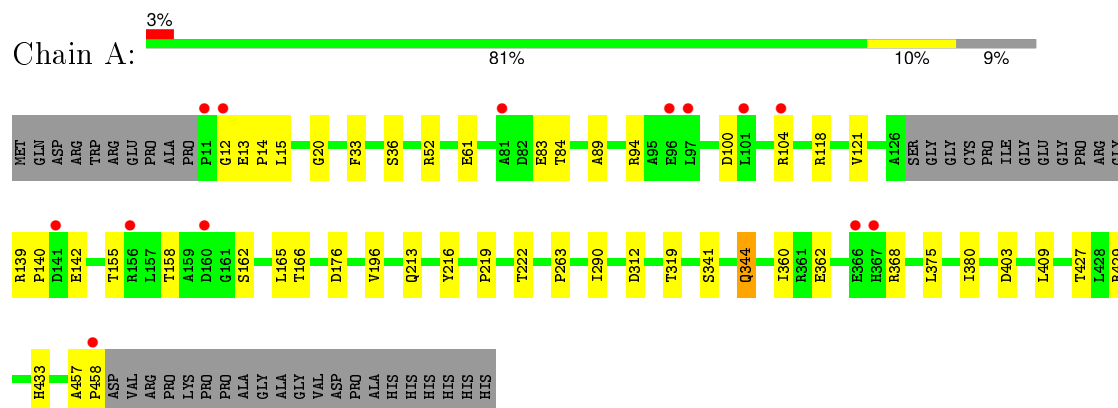 3%
Chain A:
81% 10% 9%
MET GLN ASP ARG TRP ARG GLU PRO ALA PRO P11 G12 E13 P14 L15 G20 F33 S36 R52 E61 A81 D82 E83 T84 A89 R94 A95 E96 L97 D100 L101 R104 R118 V121 A126 SER GLY GLY CYS PRO ILE GLY GLU GLY PRO ARG GLY
R139 P140 D141 E142 T155 R156 L157 T158 A159 D160 G161 S162 L165 T166 D176 V196 Q213 Y216 P219 T222 P263 I290 D312 T319 S341 Q344 I360 R361 E362 E366 H367 R368 L375 I380 D403 L409 T427 L428
H433 A457 P458 ASP VAL ARG PRO LYS PRO PRO ALA GLY ALA GLY VAL ASP PRO ALA HIS HIS HIS HIS HIS HIS